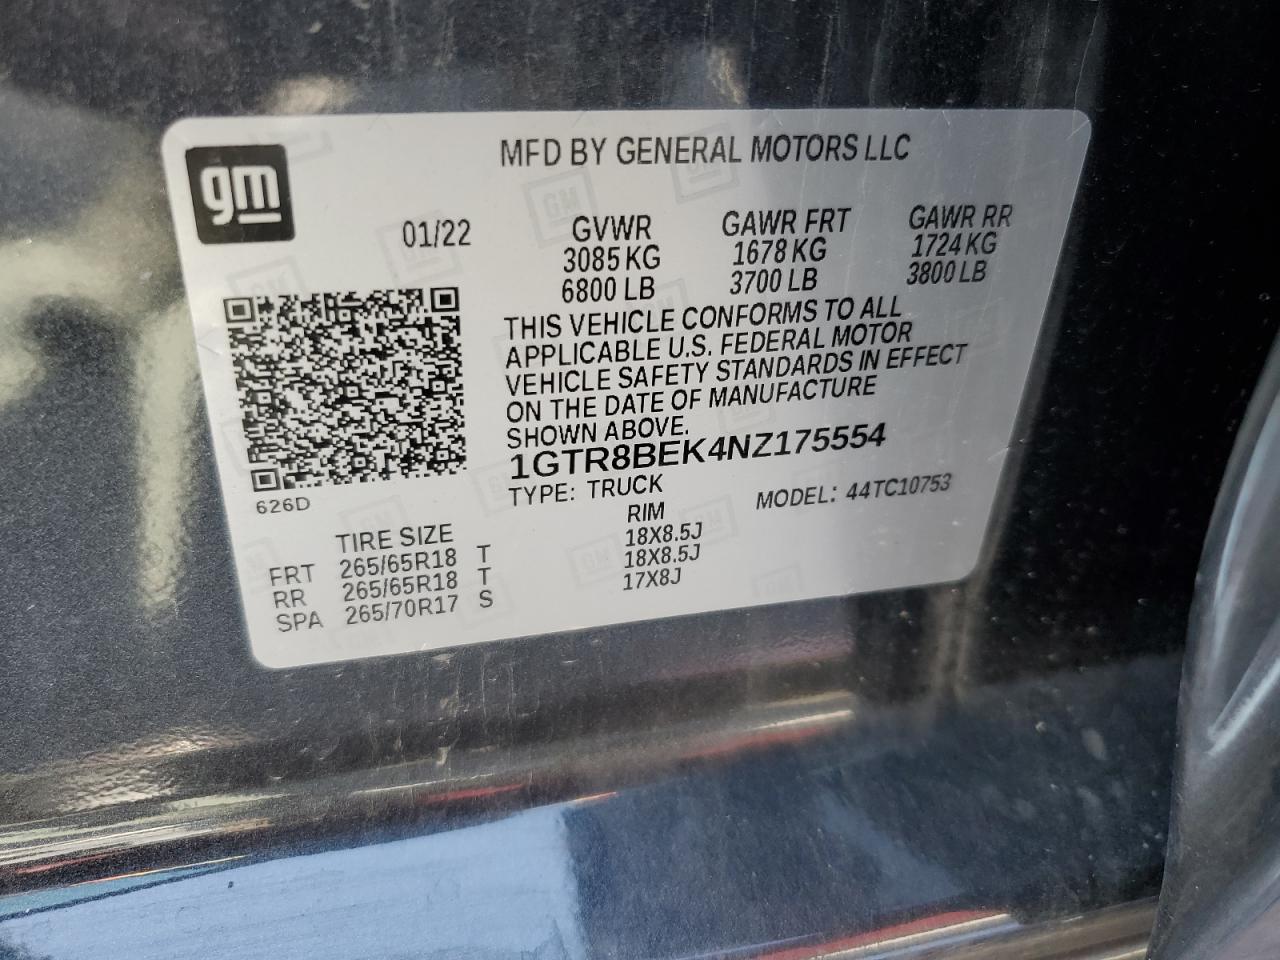 gm
MFD BY GENERAL MOTORS LLC
01/22
GVWR GAWR FRT GAWR RR
3085 KG 1678 KG 1724 KG
6800 LB 3700 LB 3800 LB
THIS VEHICLE CONFORMS TO ALL
APPLICABLE U.S. FEDERAL MOTOR
VEHICLE SAFETY STANDARDS IN EFFECT
ON THE DATE OF MANUFACTURE
SHOWN ABOVE.
1GTR8BEK4NZ175554
626D
TYPE: TRUCK MODEL: 44TC10753
TIRE SIZE RIM
FRT 265/65R18 T 18X8.5J
RR 265/65R18 T 18X8.5J
SPA 265/70R17 S 17X8J